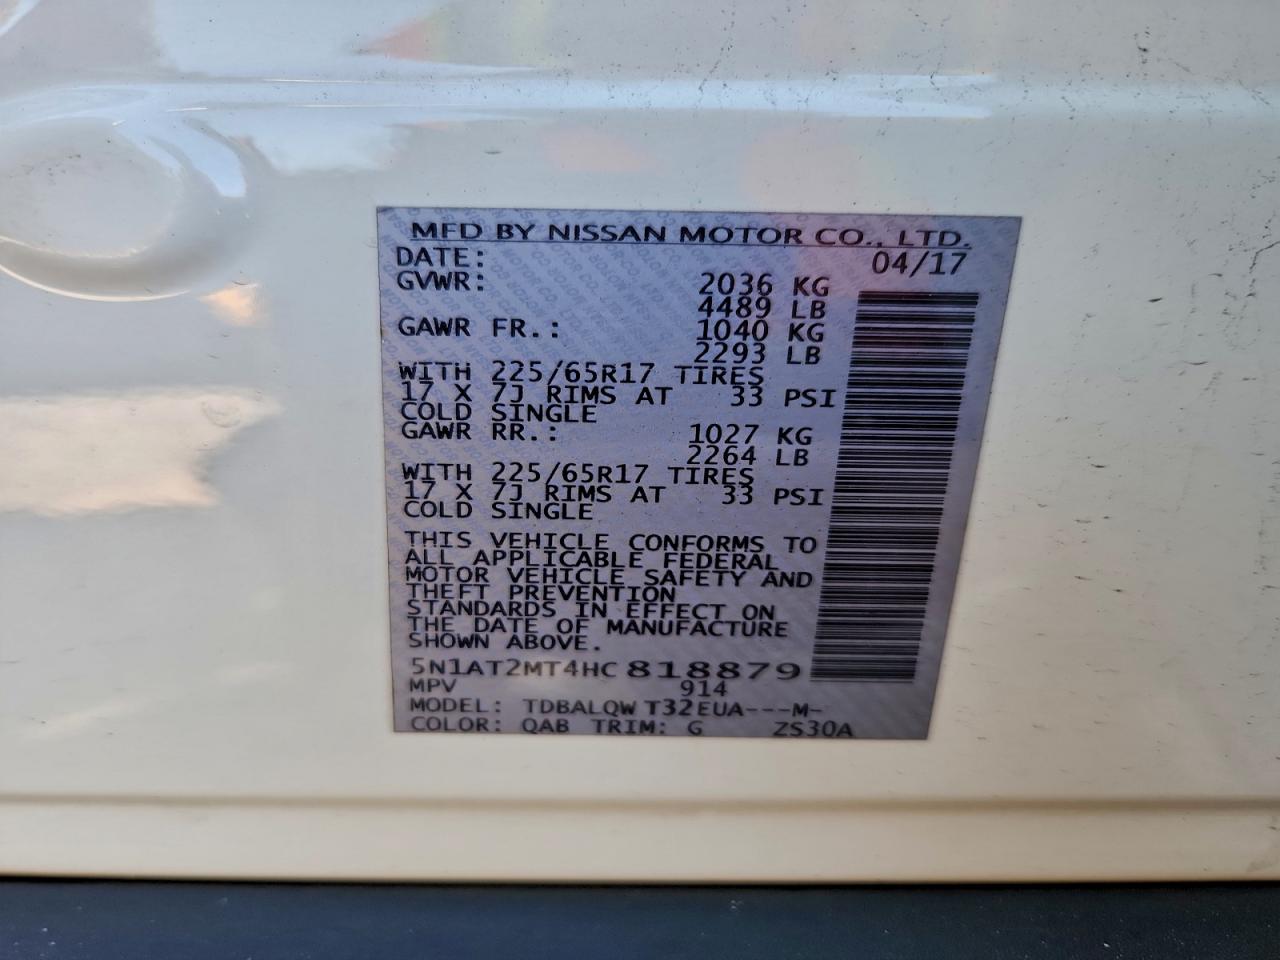 MFD BY NISSAN MOTOR CO., LTD.
DATE: 04/17
GVWR: 2036 KG
4489 LB
GAWR FR.: 1040 KG
2293 LB
WITH 225/65R17 TIRES
17 X 7J RIMS AT 33 PSI
COLD SINGLE
GAWR RR.: 1027 KG
2264 LB
WITH 225/65R17 TIRES
17 X 7J RIMS AT 33 PSI
COLD SINGLE
THIS VEHICLE CONFORMS TO
ALL APPLICABLE FEDERAL
MOTOR VEHICLE SAFETY AND
THEFT PREVENTION
STANDARDS IN EFFECT ON
THE DATE OF MANUFACTURE
SHOWN ABOVE.
5N1AT2MT4HC818879
MPV 914
MODEL: TDBALQW T32EUA---M-
COLOR: QAB TRIM: G ZS30A